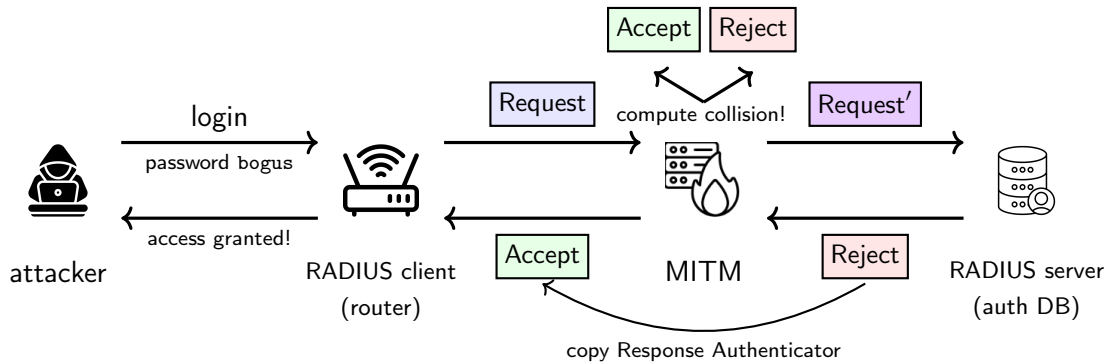 Accept Reject
login Request compute collision! Request′
password bogus
access granted! Accept Reject
attacker RADIUS client MITM RADIUS server
(router) (auth DB)
copy Response Authenticator